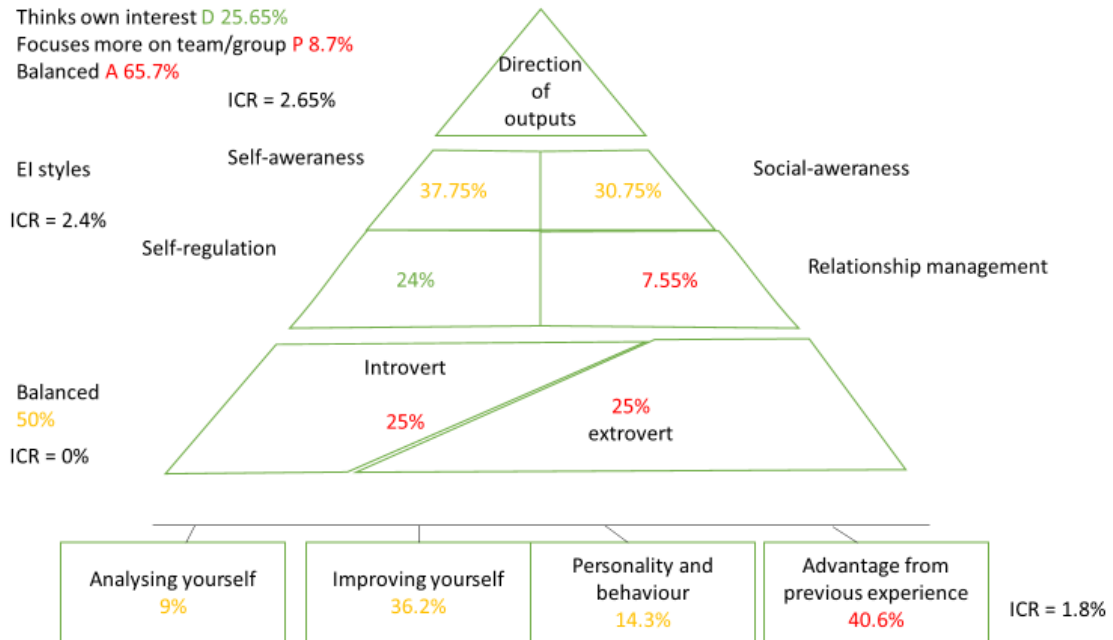 Thinks own interest D 25.65%
Focuses more on team/group P 8.7%
Balanced A 65.7%
ICR = 2.65%
Direction
of
outputs
EI styles
ICR = 2.4%
Self-aweraness
37.75%
30.75%
Social-aweraness
Self-regulation
24%
7.55%
Relationship management
Balanced
50%
ICR = 0%
Introvert
25%
25%
extrovert
Analysing yourself
9%
Improving yourself
36.2%
Personality and
behaviour
14.3%
Advantage from
previous experience
40.6%
ICR = 1.8%